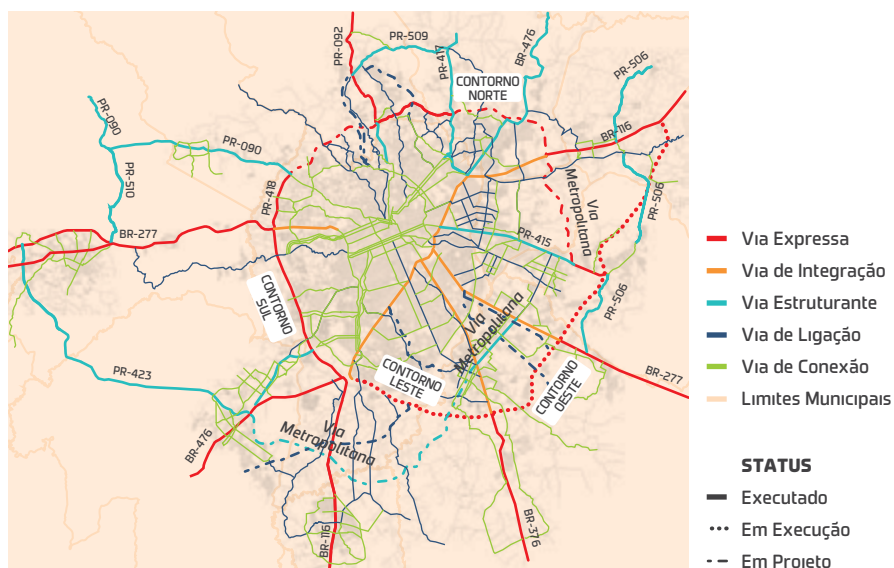 PR-092
PR-509
PR-417
BR-476
PR-506
CONTORNO
NORTE
BR-116
PR-090
PR-090
PR-510
PR-418
Via
Metropolitana
PR-506
BR-277
PR-415
CONTORNO
SUL
Via
Metropolitana
PR-506
PR-423
CONTORNO
LESTE
CONTORNO
OESTE
BR-277
BR-476
Via
Metropolitana
BR-116
BR-376
Via Expressa
Via de Integração
Via Estruturante
Via de Ligação
Via de Conexão
Limites Municipais
STATUS
Executado
Em Execução
Em Projeto